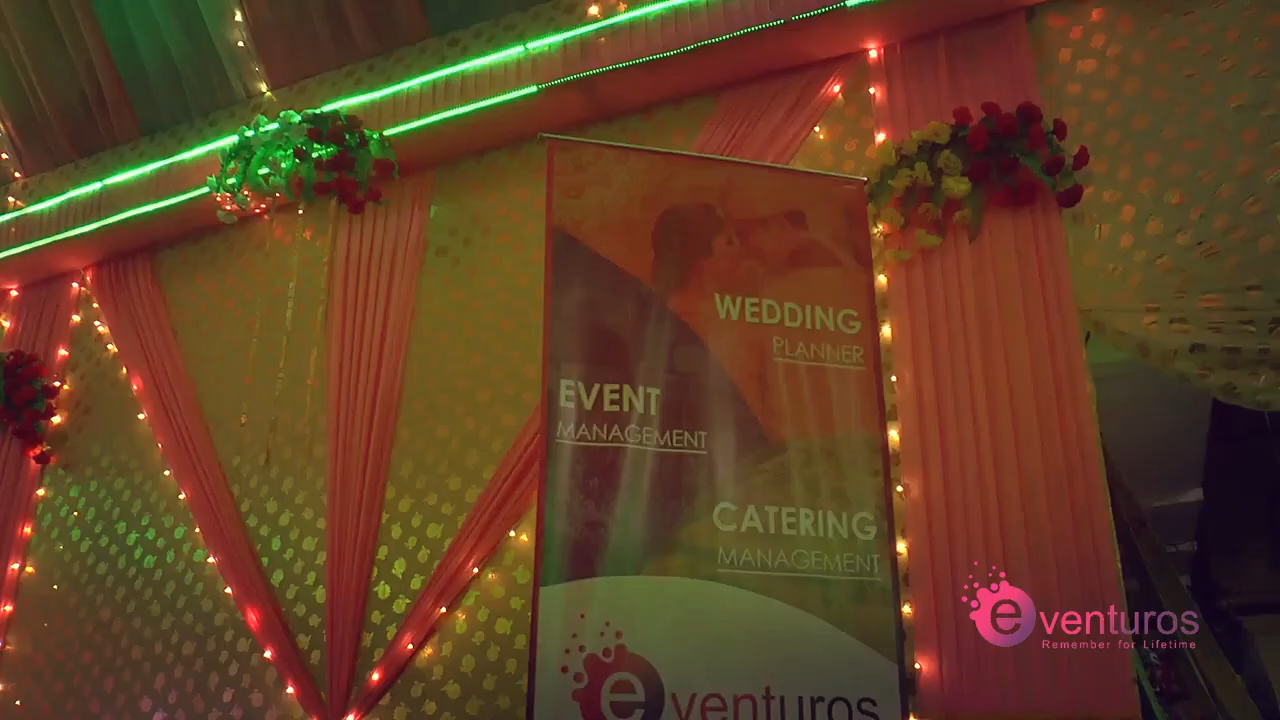 WEDDING
PLANNER
EVENT
MANAGEMENT
CATERING
MANAGEMENT
eventuros
eventuros
Remember for Lifetime